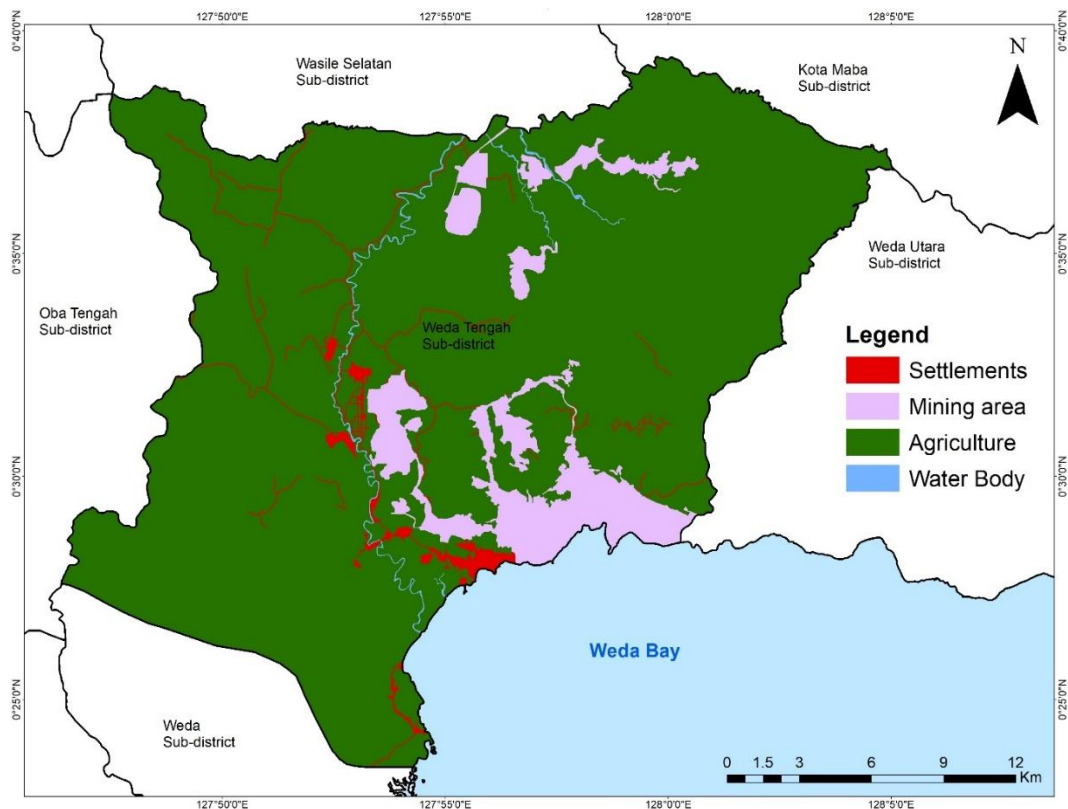 127°50'0"E
127°55'0"E
128°0'0"E
128°5'0"E
0°40'0"N
0°40'0"N
Wasile Selatan
Sub-district
Kota Maba
Sub-district
N
0°35'0"N
0°35'0"N
Weda Utara
Sub-district
Oba Tengah
Sub-district
Weda Tengah
Sub-district
Legend
Settlements
Mining area
Agriculture
Water Body
0°30'0"N
0°30'0"N
Weda Bay
0°25'0"N
0°25'0"N
Weda
Sub-district
0 1.5 3 6 9 12
Km
127°50'0"E
127°55'0"E
128°0'0"E
128°5'0"E